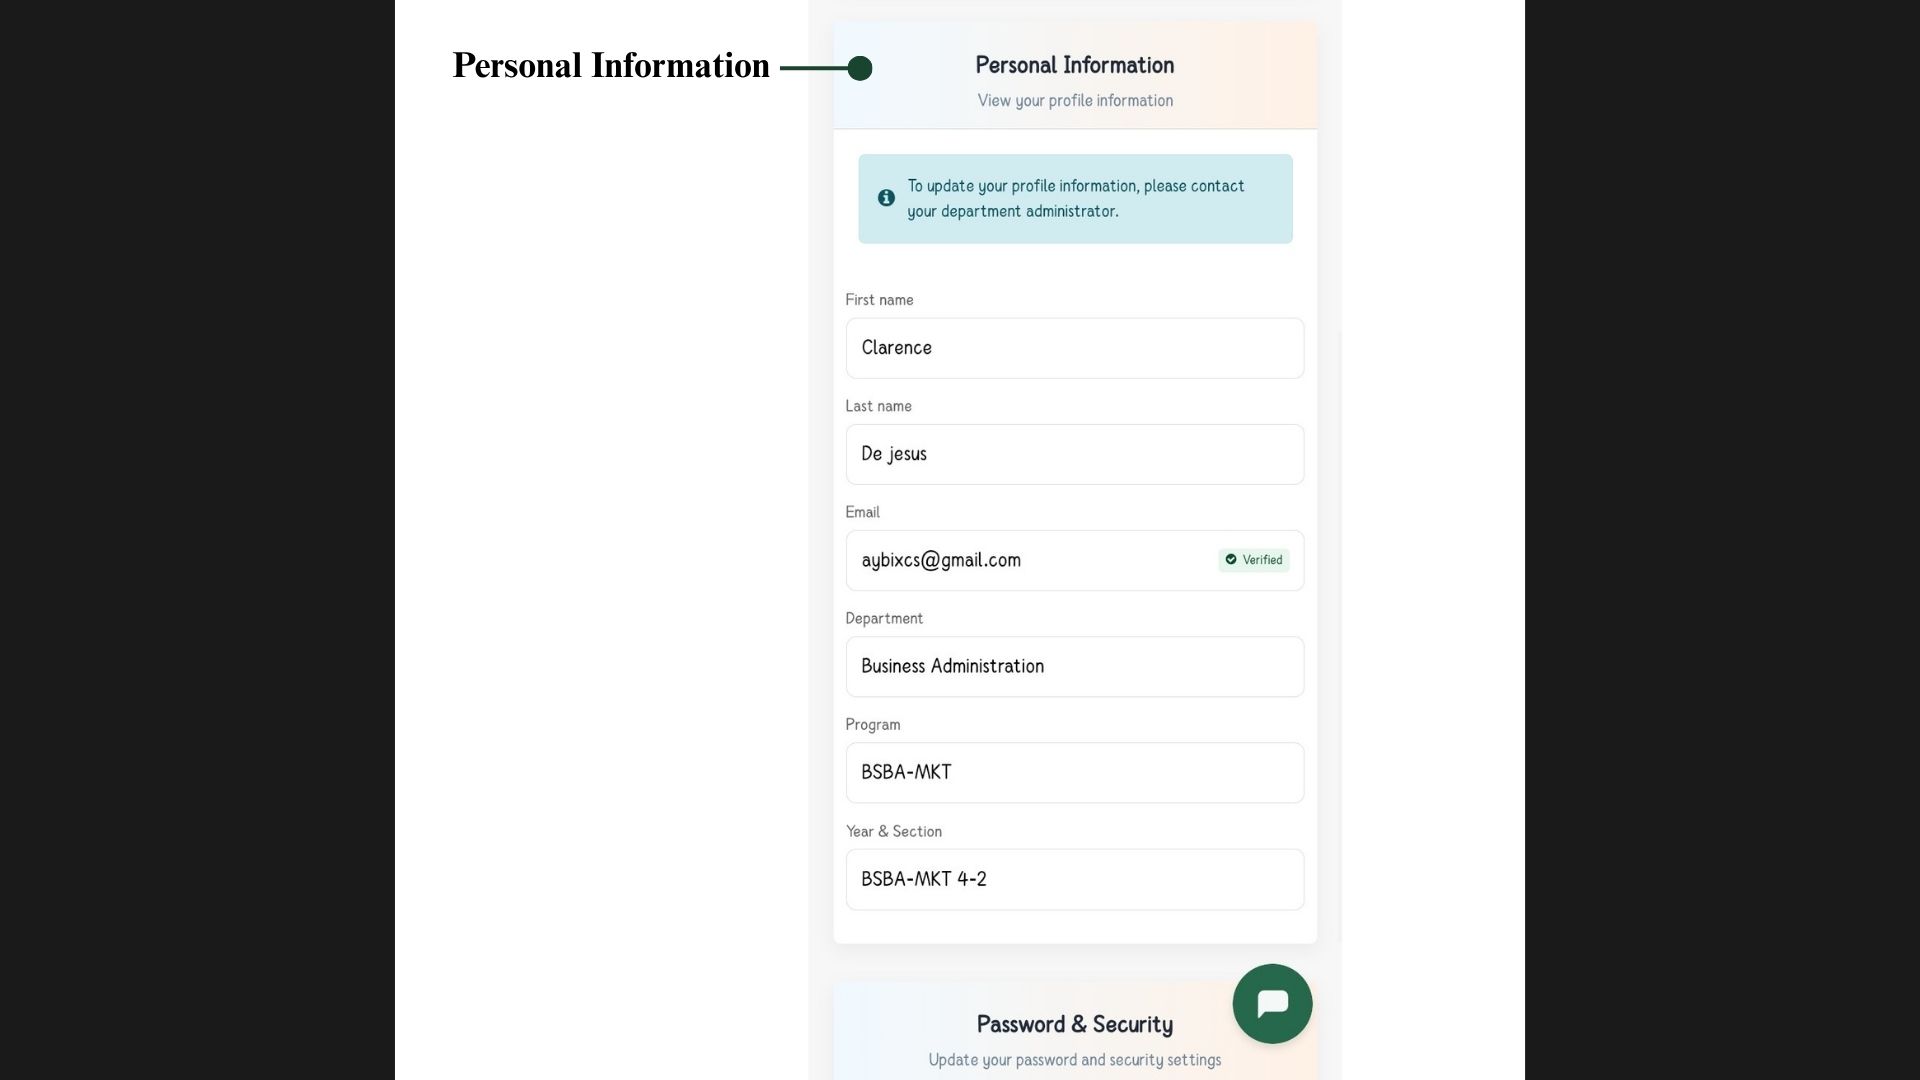 Personal Information
Personal Information
View your profile information
To update your profile information, please contact
your department administrator.
First name
Clarence
Last name
De jesus
Email
aybixcs@gmail.com
Verified
Department
Business Administration
Program
BSBA-MKT
Year & Section
BSBA-MKT 4-2
Password & Security
Update your password and security settings